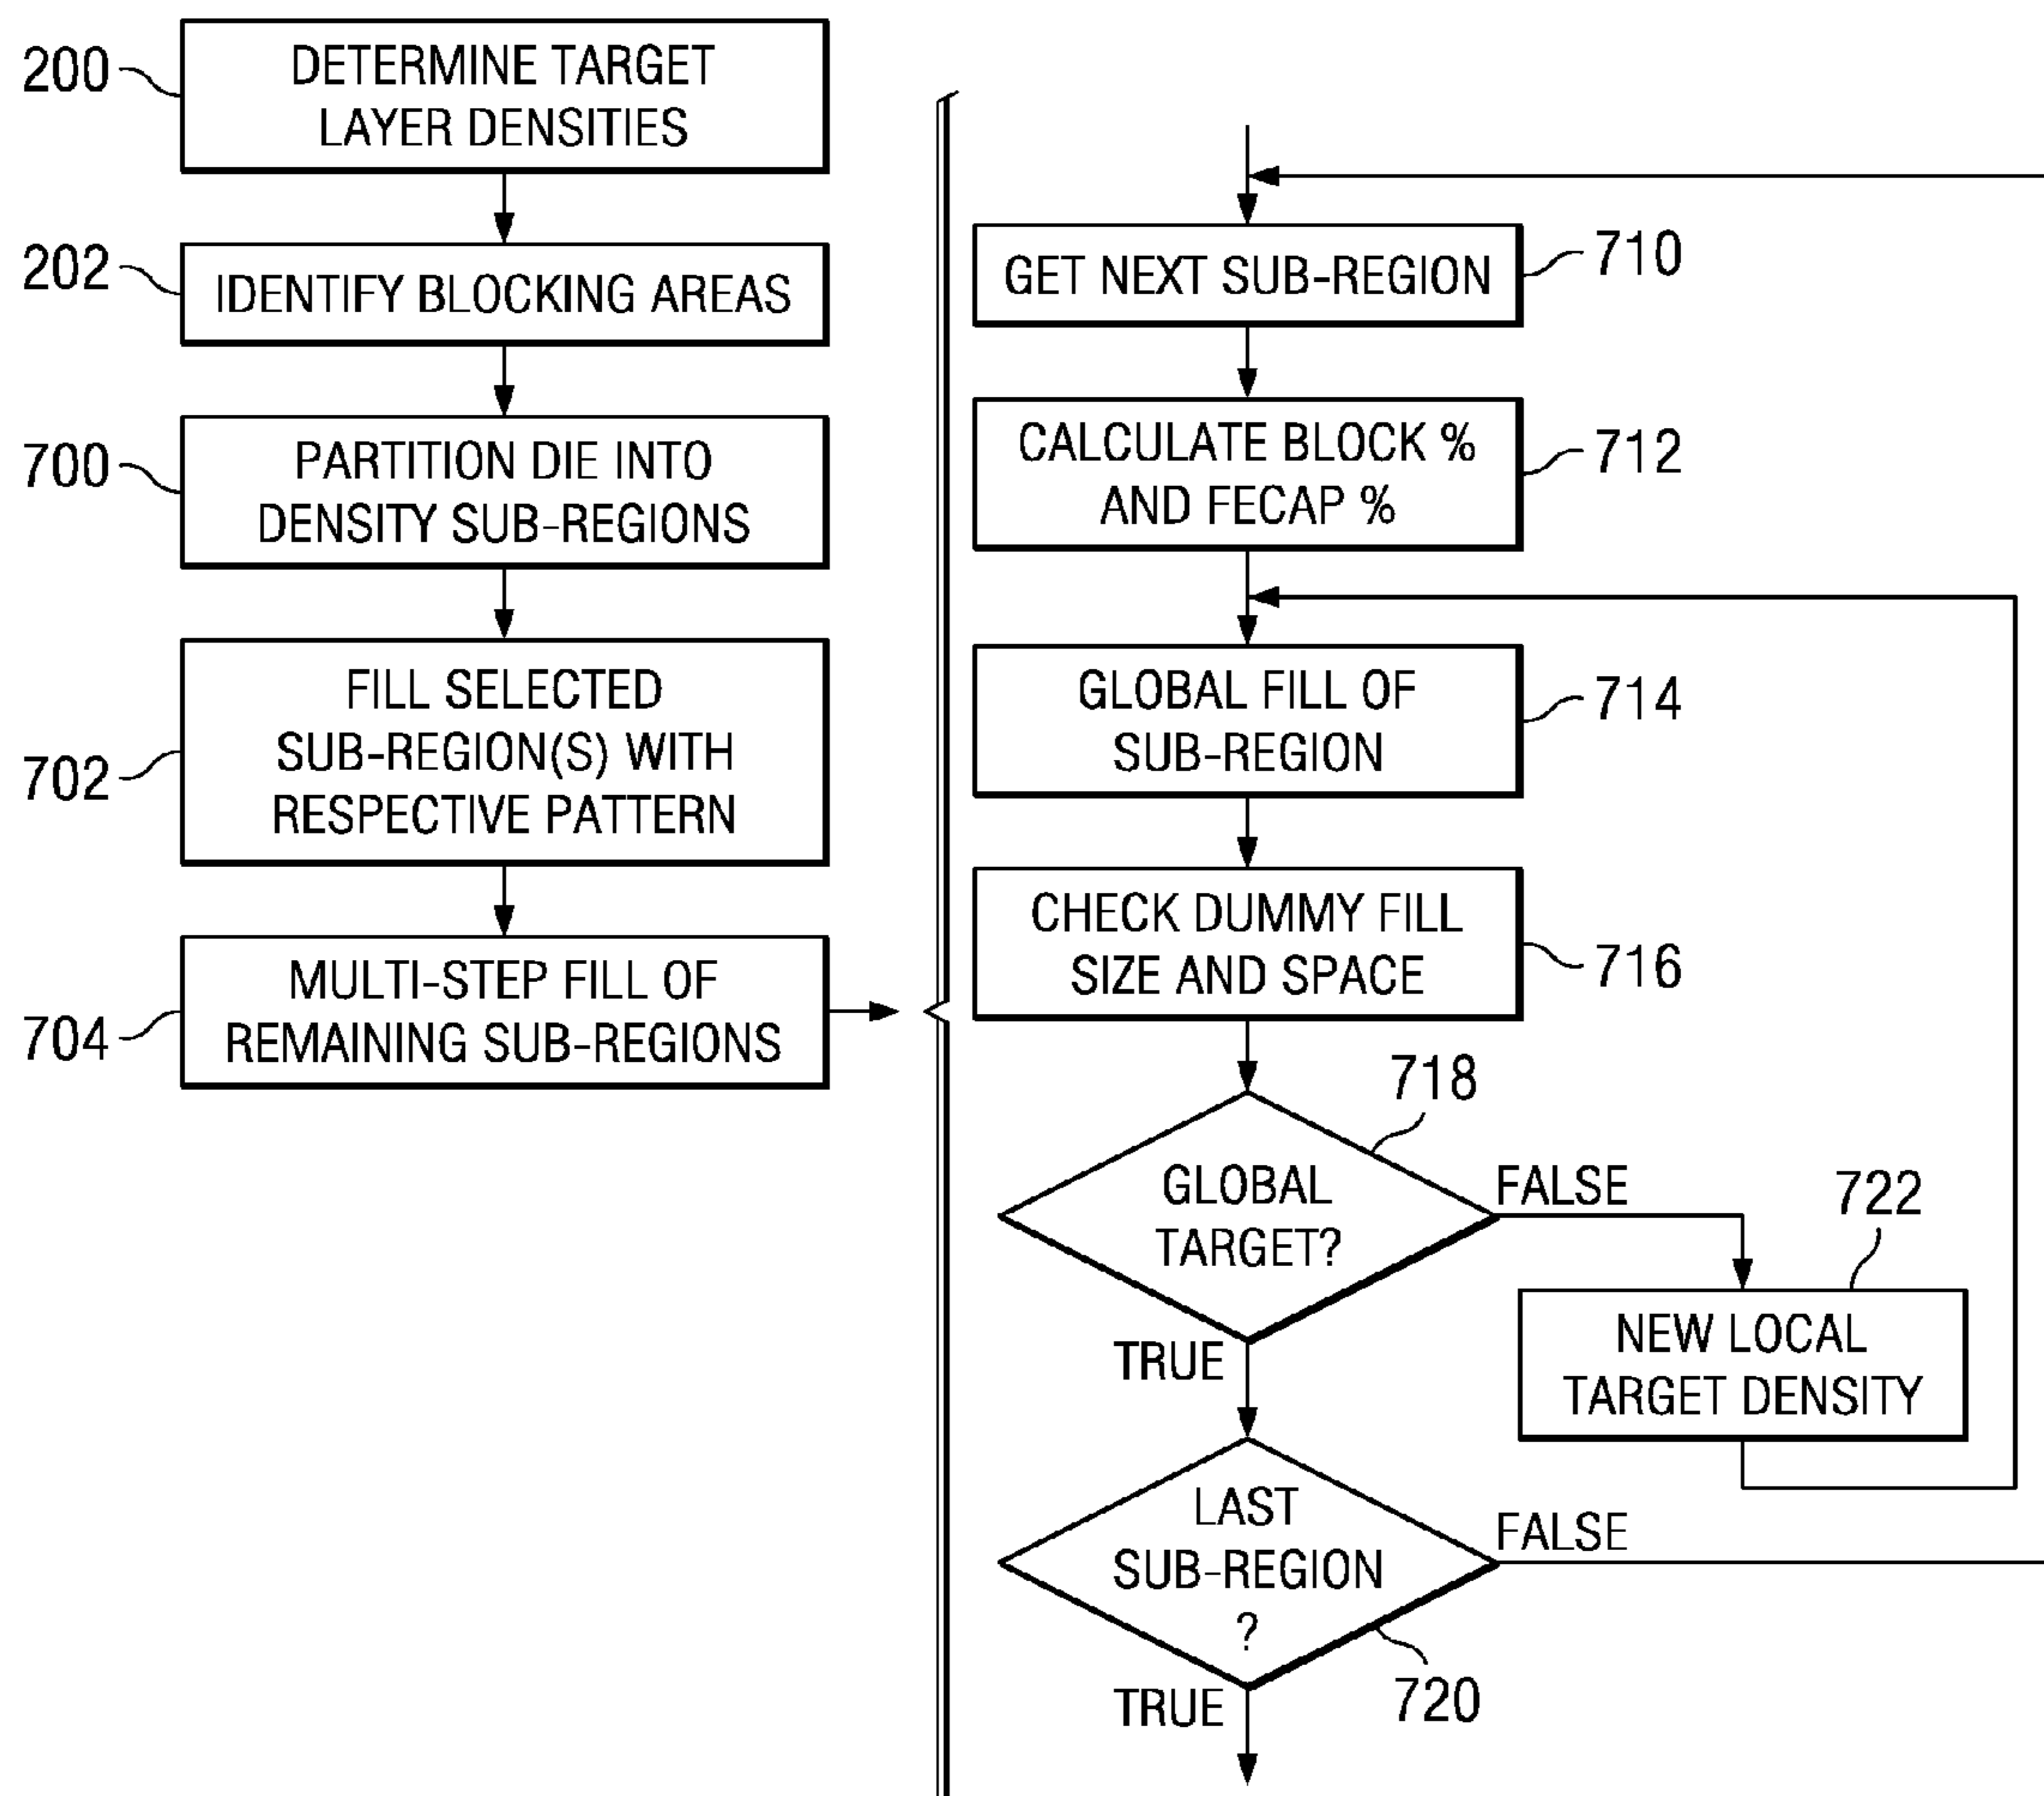 200
DETERMINE TARGET
LAYER DENSITIES
202
IDENTIFY BLOCKING AREAS
700
PARTITION DIE INTO
DENSITY SUB-REGIONS
702
FILL SELECTED
SUB-REGION(S) WITH
RESPECTIVE PATTERN
704
MULTI-STEP FILL OF
REMAINING SUB-REGIONS
GET NEXT SUB-REGION
710
CALCULATE BLOCK %
AND FECAP %
712
GLOBAL FILL OF
SUB-REGION
714
CHECK DUMMY FILL
SIZE AND SPACE
716
718
GLOBAL
TARGET?
FALSE
722
NEW LOCAL
TARGET DENSITY
TRUE
LAST
SUB-REGION
?
FALSE
720
TRUE